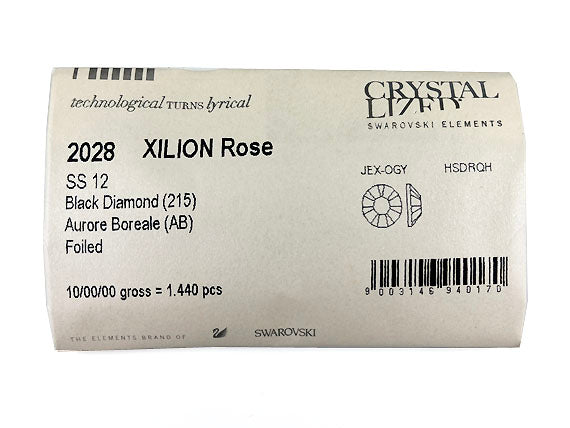 technological TURNS lyrical
CRYSTAL
LIZED
SWAROVSKI ELEMENTS
2028 XILION Rose
SS 12
Black Diamond (215)
Aurore Boreale (AB)
Foiled
JEX-OGY HSDRQH
10/00/00 gross = 1.440 pcs
9 003146 940170
THE ELEMENTS BRAND OF SWAROVSKI